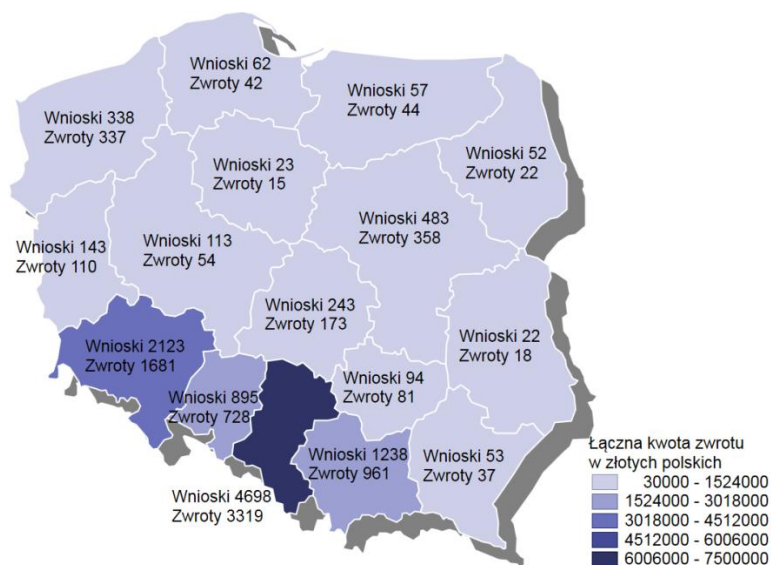 Wnioski 62
Zwroty 42
Wnioski 57
Zwroty 44
Wnioski 338
Zwroty 337
Wnioski 23
Zwroty 15
Wnioski 52
Zwroty 22
Wnioski 483
Zwroty 358
Wnioski 143
Zwroty 110
Wnioski 113
Zwroty 54
Wnioski 243
Zwroty 173
Wnioski 22
Zwroty 18
Wnioski 2123
Zwroty 1681
Wnioski 895
Zwroty 728
Wnioski 94
Zwroty 81
Wnioski 1238
Zwroty 961
Wnioski 53
Zwroty 37
Wnioski 4698
Zwroty 3319
Łączna kwota zwrotu
w złotych polskich
30000 - 1524000
1524000 - 3018000
3018000 - 4512000
4512000 - 6006000
6006000 - 7500000